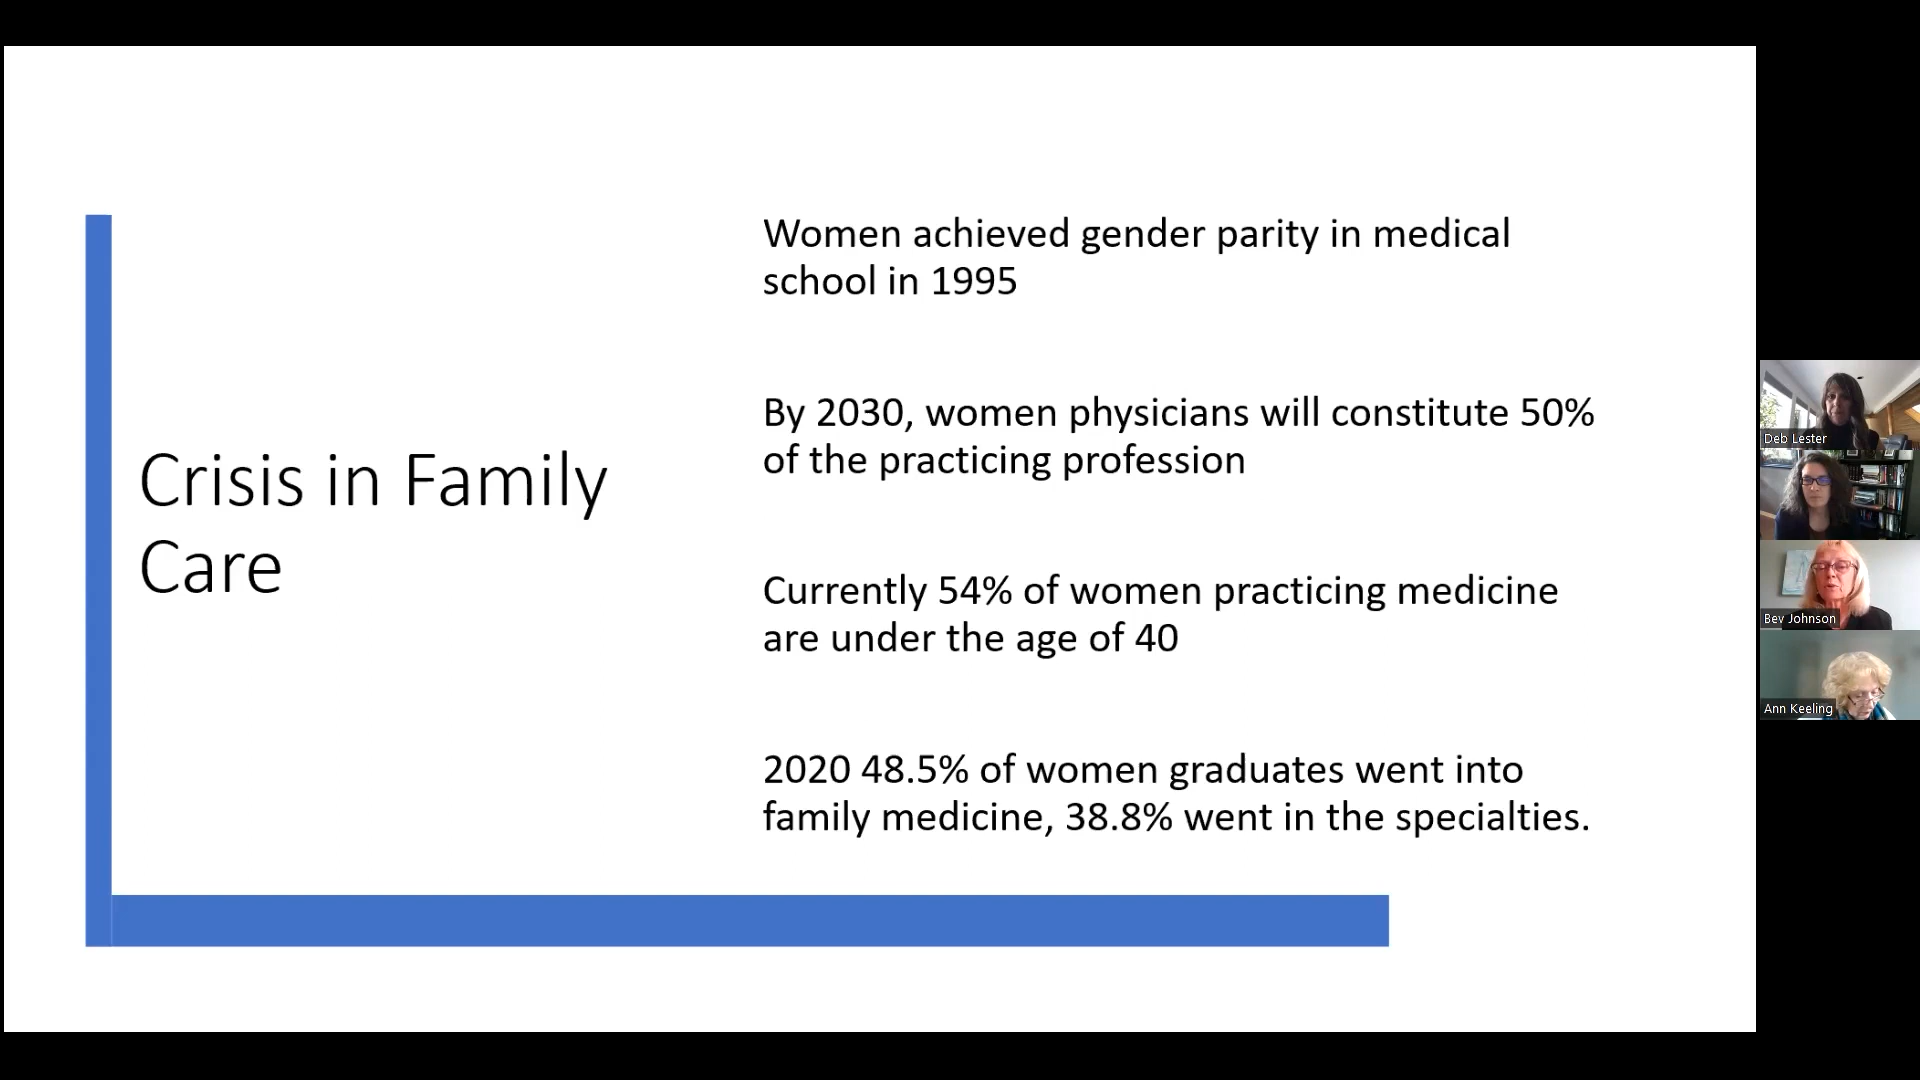 Crisis in Family
Care
Women achieved gender parity in medical
school in 1995
By 2030, women physicians will constitute 50%
of the practicing profession
Currently 54% of women practicing medicine
are under the age of 40
2020 48.5% of women graduates went into
family medicine, 38.8% went in the specialties.
Deb Lester
Bev Johnson
Ann Keeling